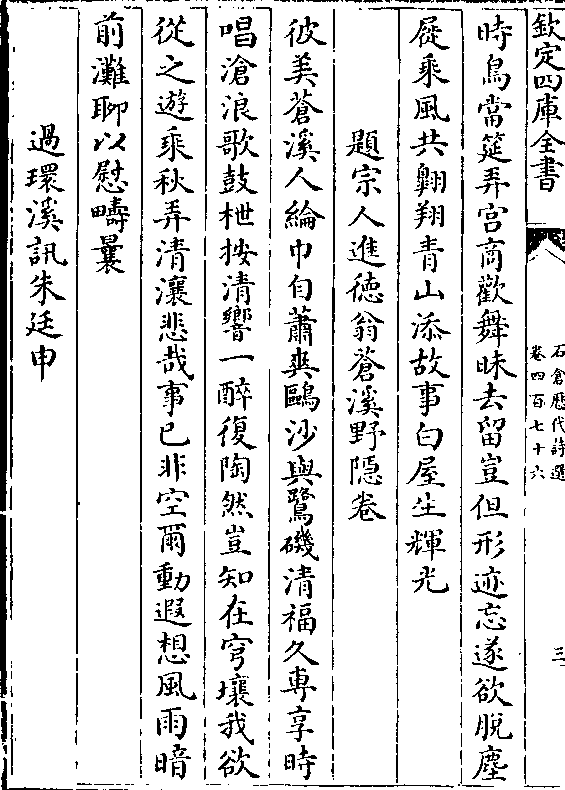 欽定四庫全書
石倉歷代詩選
卷四百七十六
三
時鳥當筵弄宫商歡舞昧去留豈但形迹忘遂欲脱塵
屣乘風共翺翔青山添故事白屋生輝光
題宗人進徳翁蒼溪野隠卷
彼美蒼溪人綸巾自蕭爽鷗沙與鷺磯清福久專享時
唱滄浪歌鼓枻按清響一醉復陶然豈知在穹壤我欲
從之遊乘秋弄清瀼悲哉事已非空爾動遐想風雨暗
前灘聊以慰疇曩
過環溪訊朱廷申